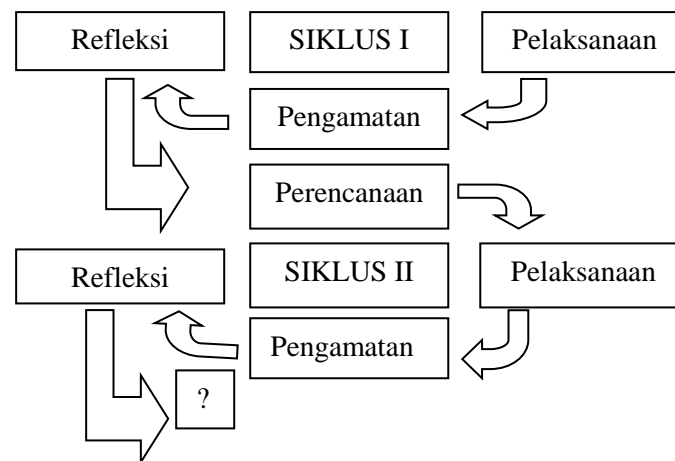 Refleksi
SIKLUS I
Pelaksanaan
Pengamatan
Perencanaan
Refleksi
SIKLUS II
Pelaksanaan
Pengamatan
?